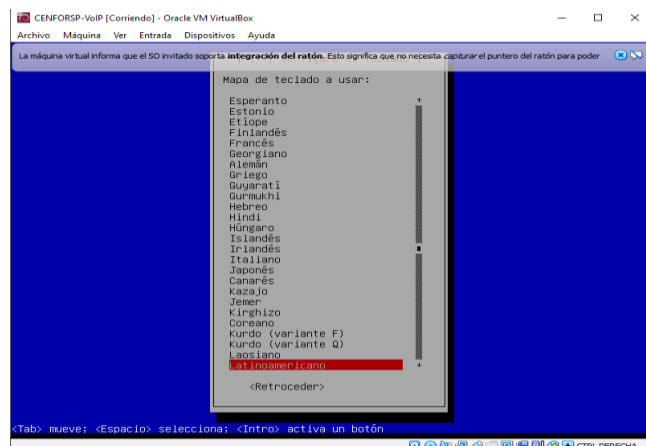 CENFORSP-VoIP [Corriendo] - Oracle VM VirtualBox
Archivo Máquina Ver Entrada Dispositivos Ayuda
La máquina virtual informa que el SO invitado soporta integración del ratón. Esto significa que no necesita capturar el puntero del ratón para poder
Mapa de teclado a usar:
Esperanto
Estonio
Etíope
Finlandés
Francés
Georgiano
Alemán
Griego
Guyaratí
Gurmukhi
Hebreo
Hindi
Húngaro
Islandés
Irlandés
Italiano
Japonés
Canarés
Kazajo
Jemer
Kirghizo
Coreano
Kurdo (variante F)
Kurdo (variante Q)
Laosiano
Latinoamericano
<Retroceder>
<Tab> mueve; <Espacio> selecciona; <Intro> activa un botón
CTRL DERECHA